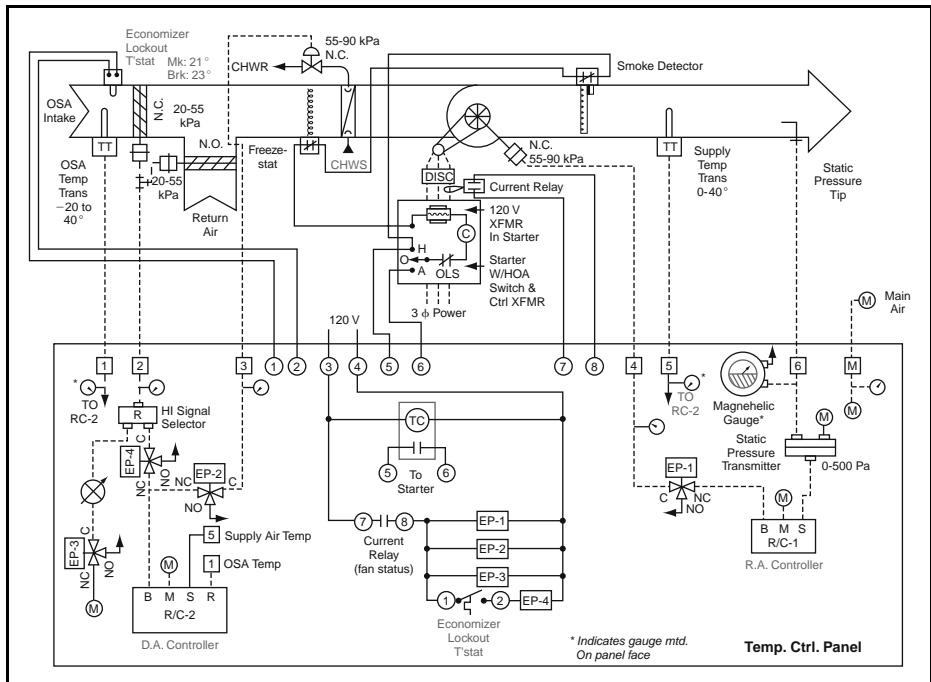 Economizer
Lockout
T'stat
Mk: 21°
Brk: 23°
55-90 kPa
N.C.
CHWR
Smoke Detector
OSA
Intake
N.C.
20-55
kPa
N.O.
TT
OSA
Temp
Trans
−20 to
40°
20-55
kPa
Return
Air
Freeze-
stat
CHWS
N.C.
55-90 kPa
DISC
Current Relay
TT
Supply
Temp
Trans
0-40°
Static
Pressure
Tip
120 V
XFMR
In Starter
C
H
O
A
OLS
Starter
W/HOA
Switch &
Ctrl XFMR
3 ϕ Power
120 V
M
Main
Air
1
2
3
1
2
3
4
5
6
7
8
4
5
6
M
*
TO
RC-2
R
HI Signal
Selector
C
EP-4
NO
NC
NC
EP-2
C
NO
C
EP-3
NO
NC
M
5
Supply Air Temp
1
OSA Temp
M
B M S R
R/C-2
D.A. Controller
TC
5
6
To
Starter
7
8
Current
Relay
(fan status)
EP-1
EP-2
EP-3
1
2
EP-4
Economizer
Lockout
T'stat
*
TO
RC-2
Magnehelic
Gauge*
M
M
Static
Pressure
Transmitter
0-500 Pa
EP-1
C
NC
NO
M
B M S
R/C-1
R.A. Controller
* Indicates gauge mtd.
On panel face
Temp. Ctrl. Panel